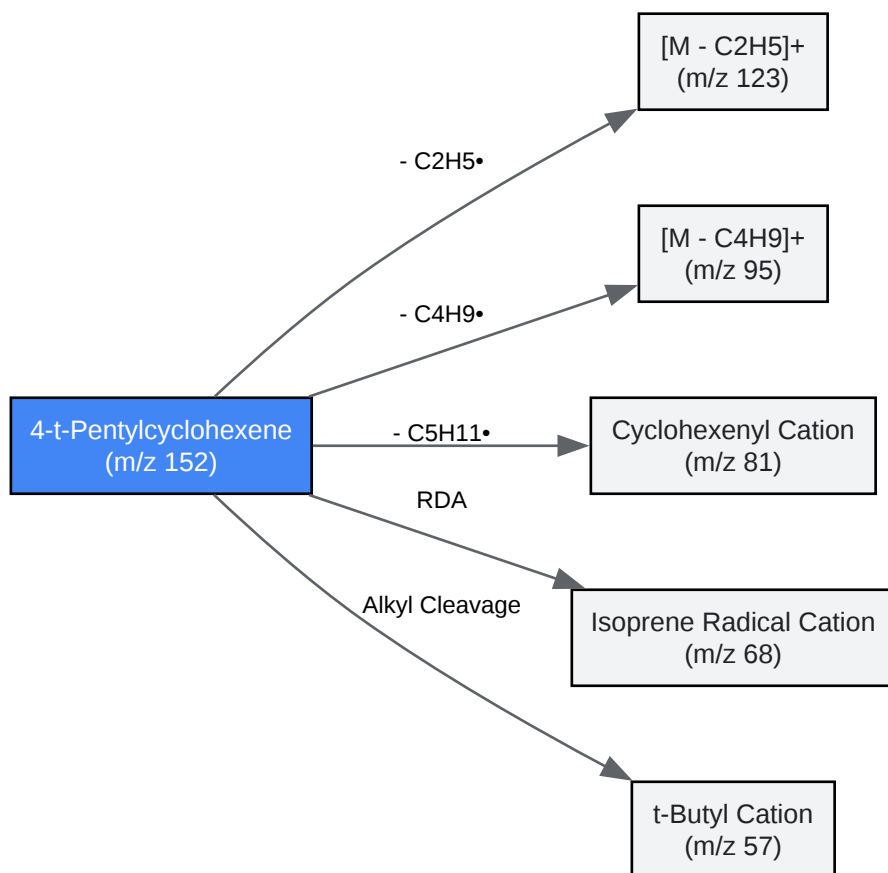 [M - C2H5]+
(m/z 123)
- C2H5•
[M - C4H9]+
(m/z 95)
- C4H9•
4-t-Pentylcyclohexene
(m/z 152)
- C5H11•
Cyclohexenyl Cation
(m/z 81)
RDA
Isoprene Radical Cation
(m/z 68)
Alkyl Cleavage
t-Butyl Cation
(m/z 57)